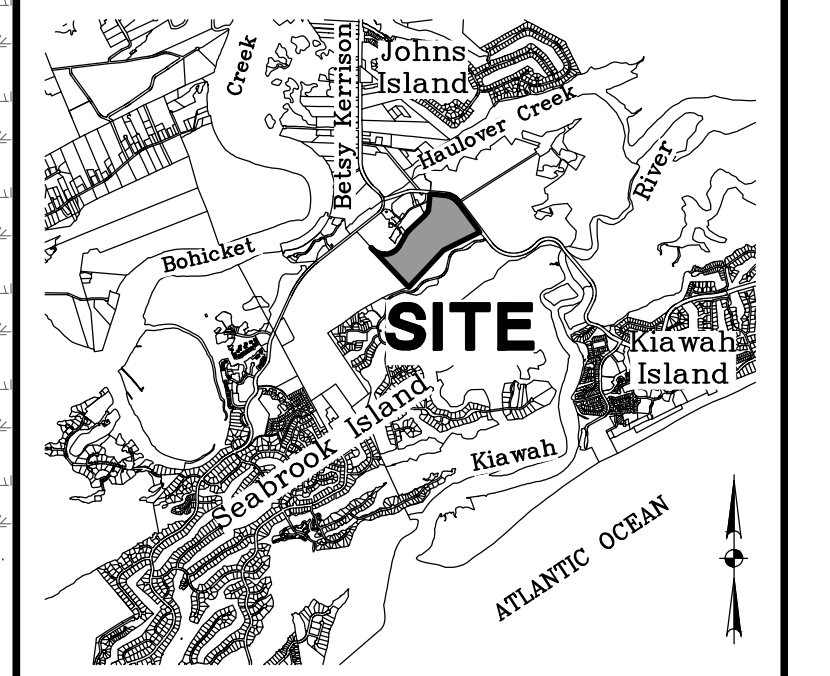 Creek
Betsy Kerrison
Johns
Island
Haulover Creek
River
Bohicket
SITE
Kiawah
Island
Seabrook Island
Kiawah
ATLANTIC OCEAN